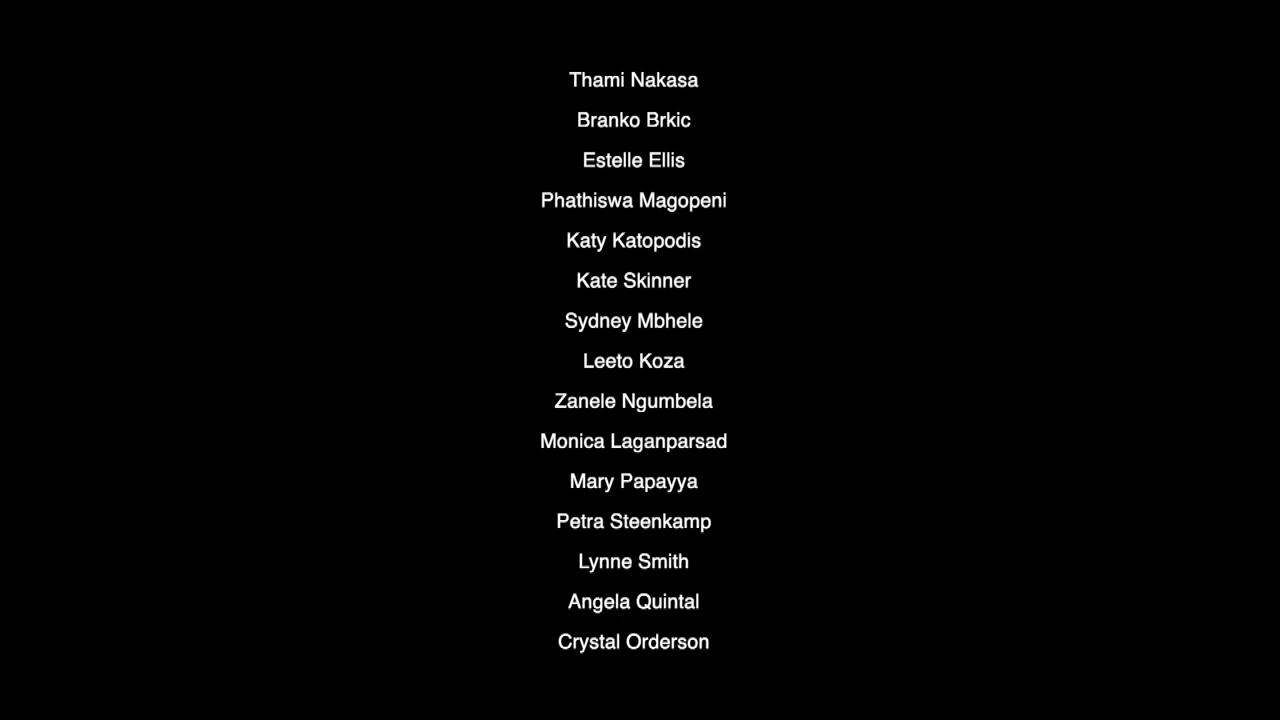 Thami Nakasa
Branko Brkic
Estelle Ellis
Phathiswa Magopeni
Katy Katopodis
Kate Skinner
Sydney Mbhele
Leeto Koza
Zanele Ngumbela
Monica Laganparsad
Mary Papayya
Petra Steenkamp
Lynne Smith
Angela Quintal
Crystal Orderson